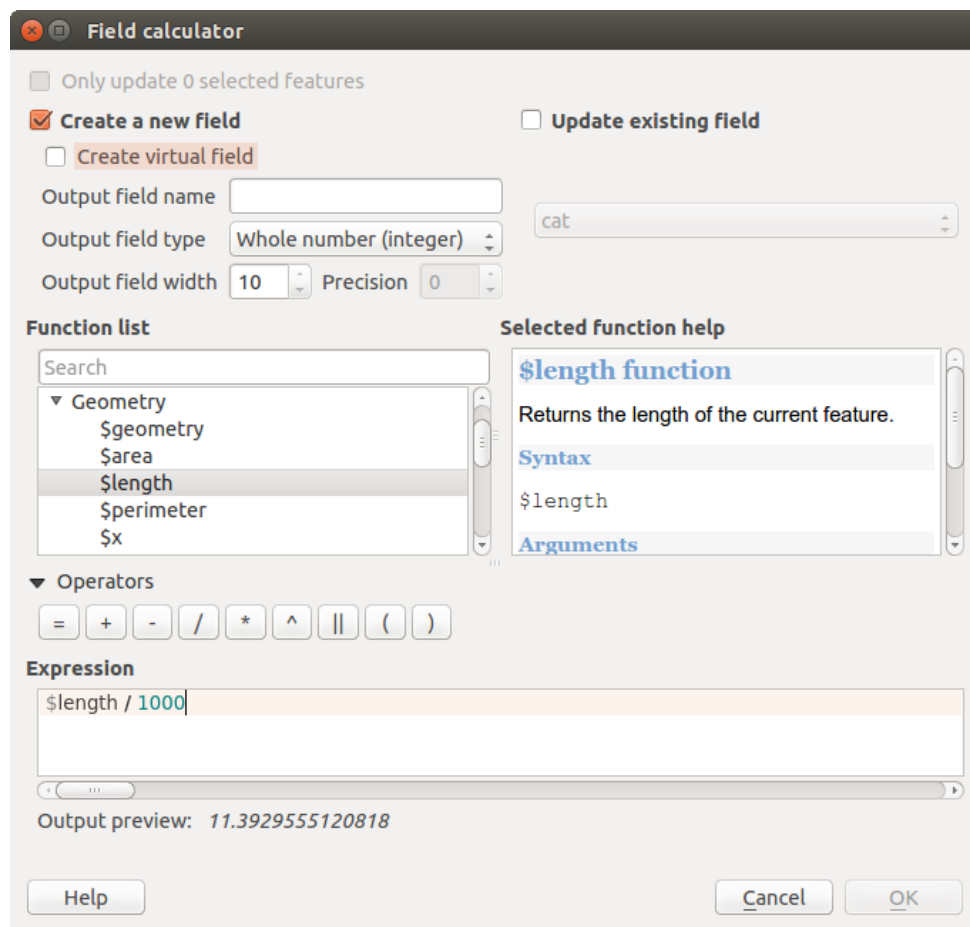 Field calculator
Only update 0 selected features
Create a new field
Update existing field
Create virtual field
Output field name
cat
Output field type Whole number (integer)
Output field width 10 Precision 0
Function list
Selected function help
Search
Geometry
$geometry
$area
$length
$perimeter
$x
$length function
Returns the length of the current feature.
Syntax
$length
Arguments
Operators
= + - / * ^ || ( )
Expression
$length / 1000
Output preview: 11.3929555120818
Help Cancel OK